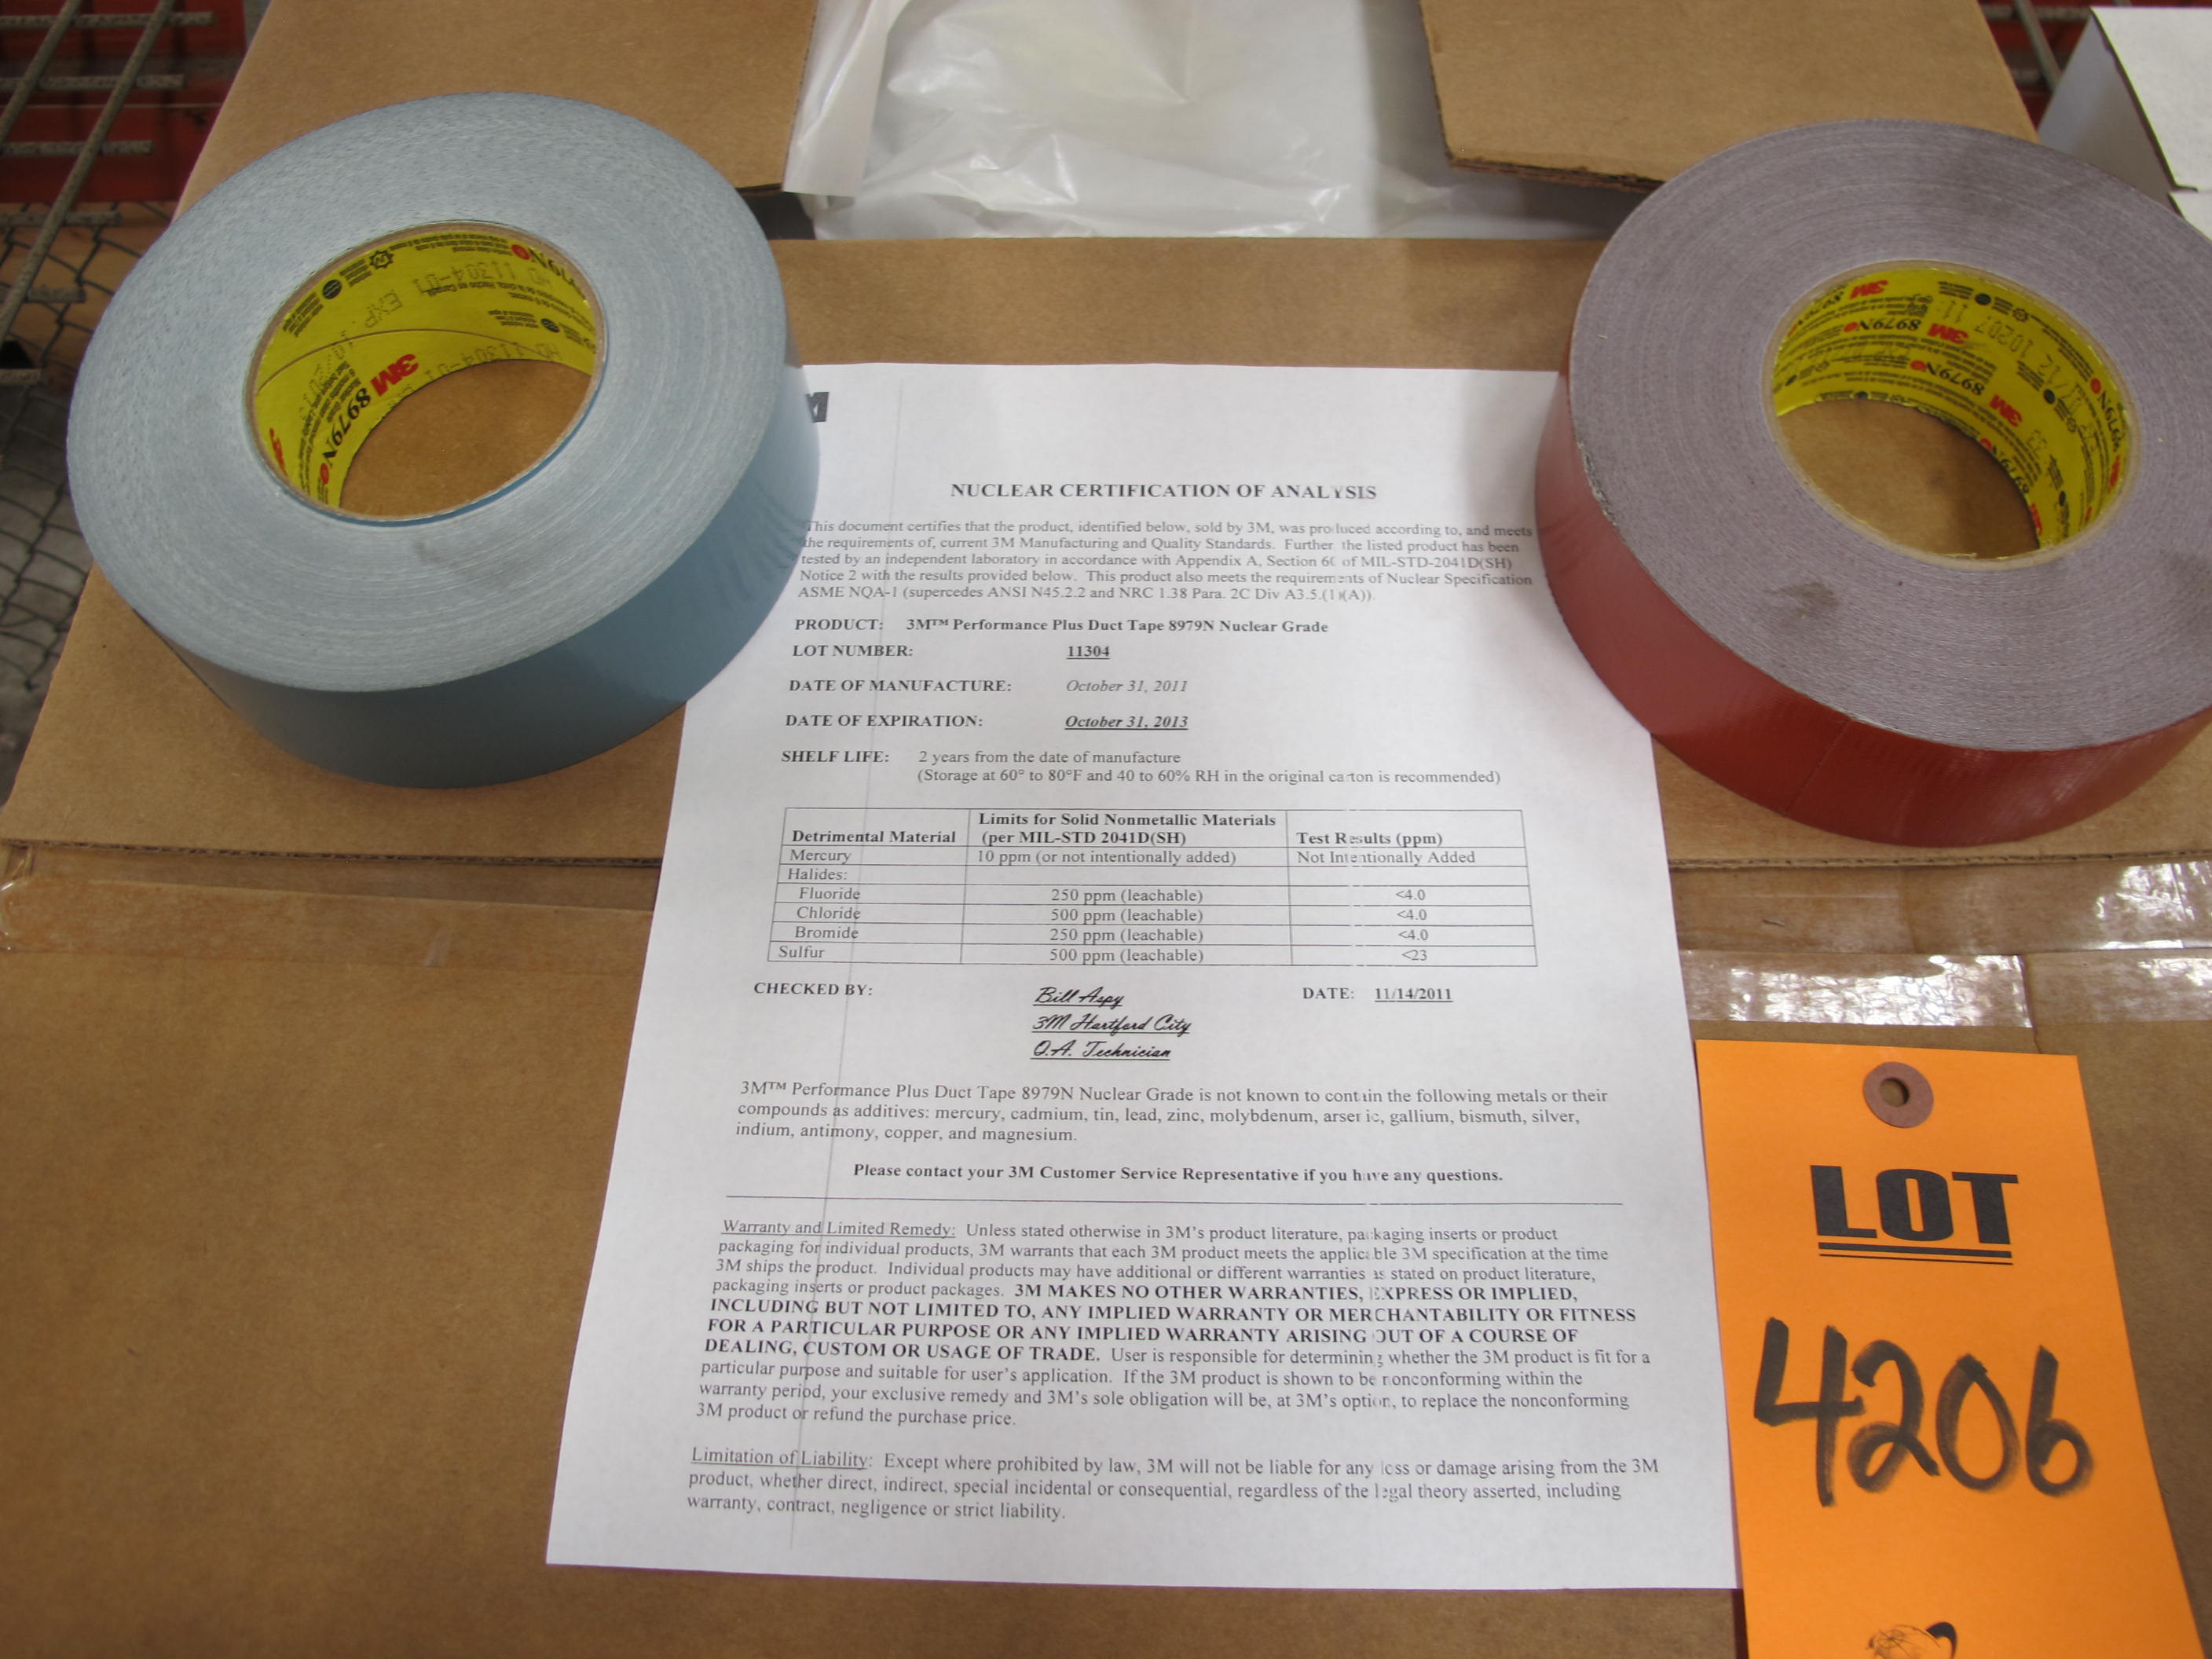 3M
8979N
HD 11304-01
EXP. 10/2013
3M
8979N
3M
8979N
NUCLEAR CERTIFICATION OF ANALYSIS
This document certifies that the product, identified below, sold by 3M, was produced according to, and meets
the requirements of, current 3M Manufacturing and Quality Standards. Further the listed product has been
tested by an independent laboratory in accordance with Appendix A, Section 60 of MIL-STD-2041D(SH)
Notice 2 with the results provided below. This product also meets the requirements of Nuclear Specification
ASME NQA-1 (supercedes ANSI N45.2.2 and NRC 1.38 Para. 2C Div A3.5.(1)(A)).
PRODUCT: 3M™ Performance Plus Duct Tape 8979N Nuclear Grade
LOT NUMBER: 11304
DATE OF MANUFACTURE: October 31, 2011
DATE OF EXPIRATION: October 31, 2013
SHELF LIFE: 2 years from the date of manufacture
(Storage at 60° to 80°F and 40 to 60% RH in the original carton is recommended)
Detrimental Material Limits for Solid Nonmetallic Materials (per MIL-STD 2041D(SH) Test Results (ppm)
Mercury 10 ppm (or not intentionally added) Not Intentionally Added
Halides:
Fluoride 250 ppm (leachable) <4.0
Chloride 500 ppm (leachable) <4.0
Bromide 250 ppm (leachable) <4.0
Sulfur 500 ppm (leachable) <23
CHECKED BY: Bill Aspy DATE: 11/14/2011
3M Hartford City
Q.A. Technician
3M™ Performance Plus Duct Tape 8979N Nuclear Grade is not known to contain the following metals or their
compounds as additives: mercury, cadmium, tin, lead, zinc, molybdenum, arsenic, gallium, bismuth, silver,
indium, antimony, copper, and magnesium.
Please contact your 3M Customer Service Representative if you have any questions.
Warranty and Limited Remedy: Unless stated otherwise in 3M's product literature, packaging inserts or product
packaging for individual products, 3M warrants that each 3M product meets the applicable 3M specification at the time
3M ships the product. Individual products may have additional or different warranties as stated on product literature,
packaging inserts or product packages. 3M MAKES NO OTHER WARRANTIES, EXPRESS OR IMPLIED,
INCLUDING BUT NOT LIMITED TO, ANY IMPLIED WARRANTY OR MERCHANTABILITY OR FITNESS
FOR A PARTICULAR PURPOSE OR ANY IMPLIED WARRANTY ARISING OUT OF A COURSE OF
DEALING, CUSTOM OR USAGE OF TRADE. User is responsible for determining whether the 3M product is fit for a
particular purpose and suitable for user's application. If the 3M product is shown to be nonconforming within the
warranty period, your exclusive remedy and 3M's sole obligation will be, at 3M's option, to replace the nonconforming
3M product or refund the purchase price.
Limitation of Liability: Except where prohibited by law, 3M will not be liable for any loss or damage arising from the 3M
product, whether direct, indirect, special incidental or consequential, regardless of the legal theory asserted, including
warranty, contract, negligence or strict liability.
LOT
4206